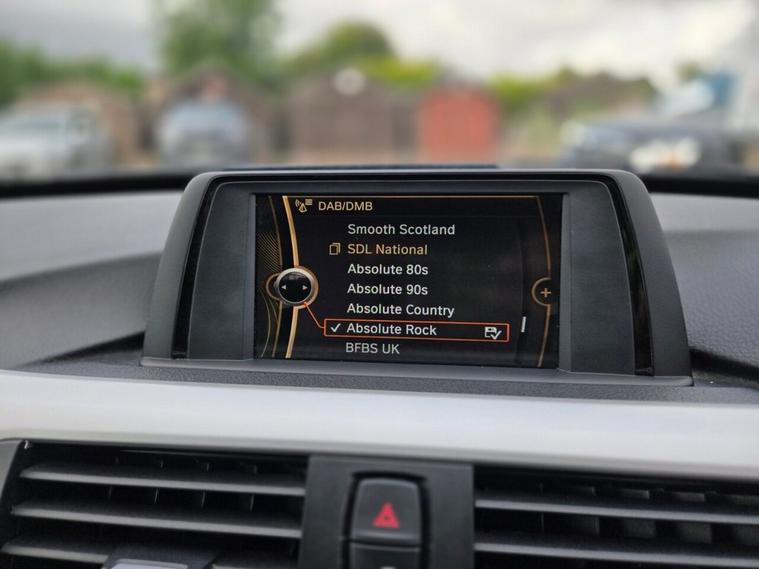 DAB/DMB
Smooth Scotland
SDL National
Absolute 80s
Absolute 90s
Absolute Country
Absolute Rock
BFBS UK